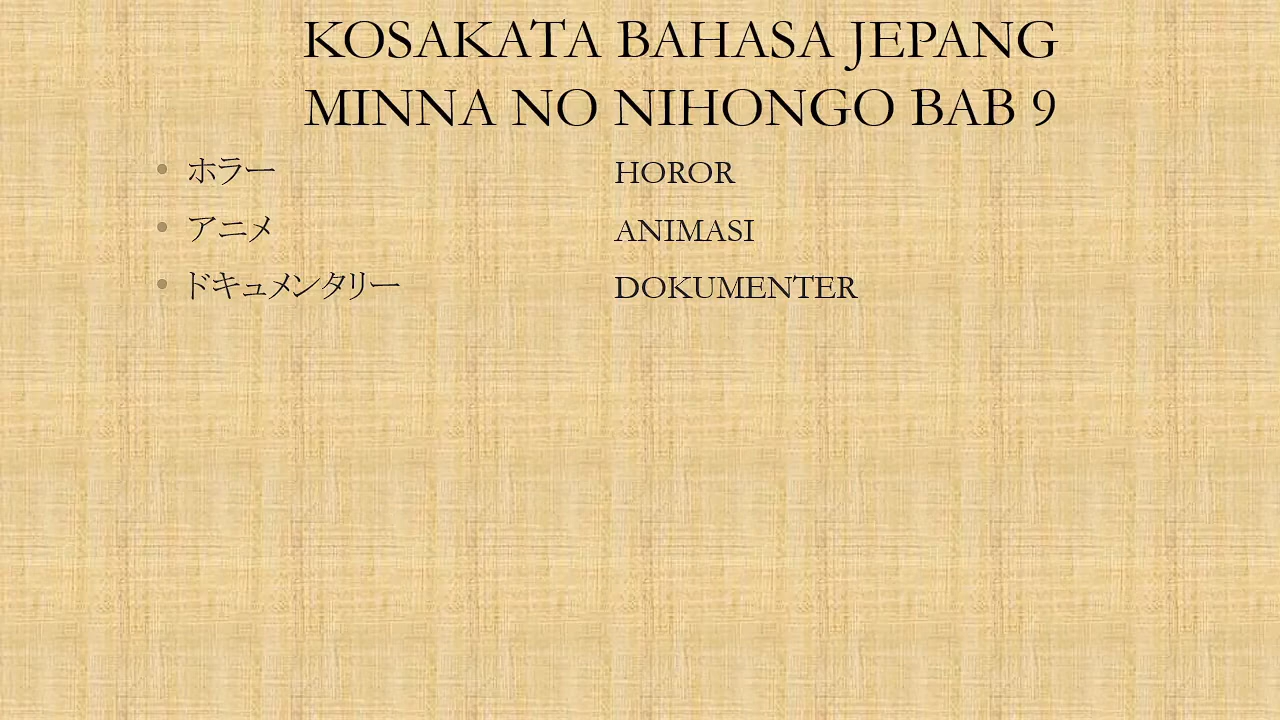 KOSAKATA BAHASA JEPANG
MINNA NO NIHONGO BAB 9
• ホラー HOROR
• アニメ ANIMASI
• ドキュメンタリー DOKUMENTER